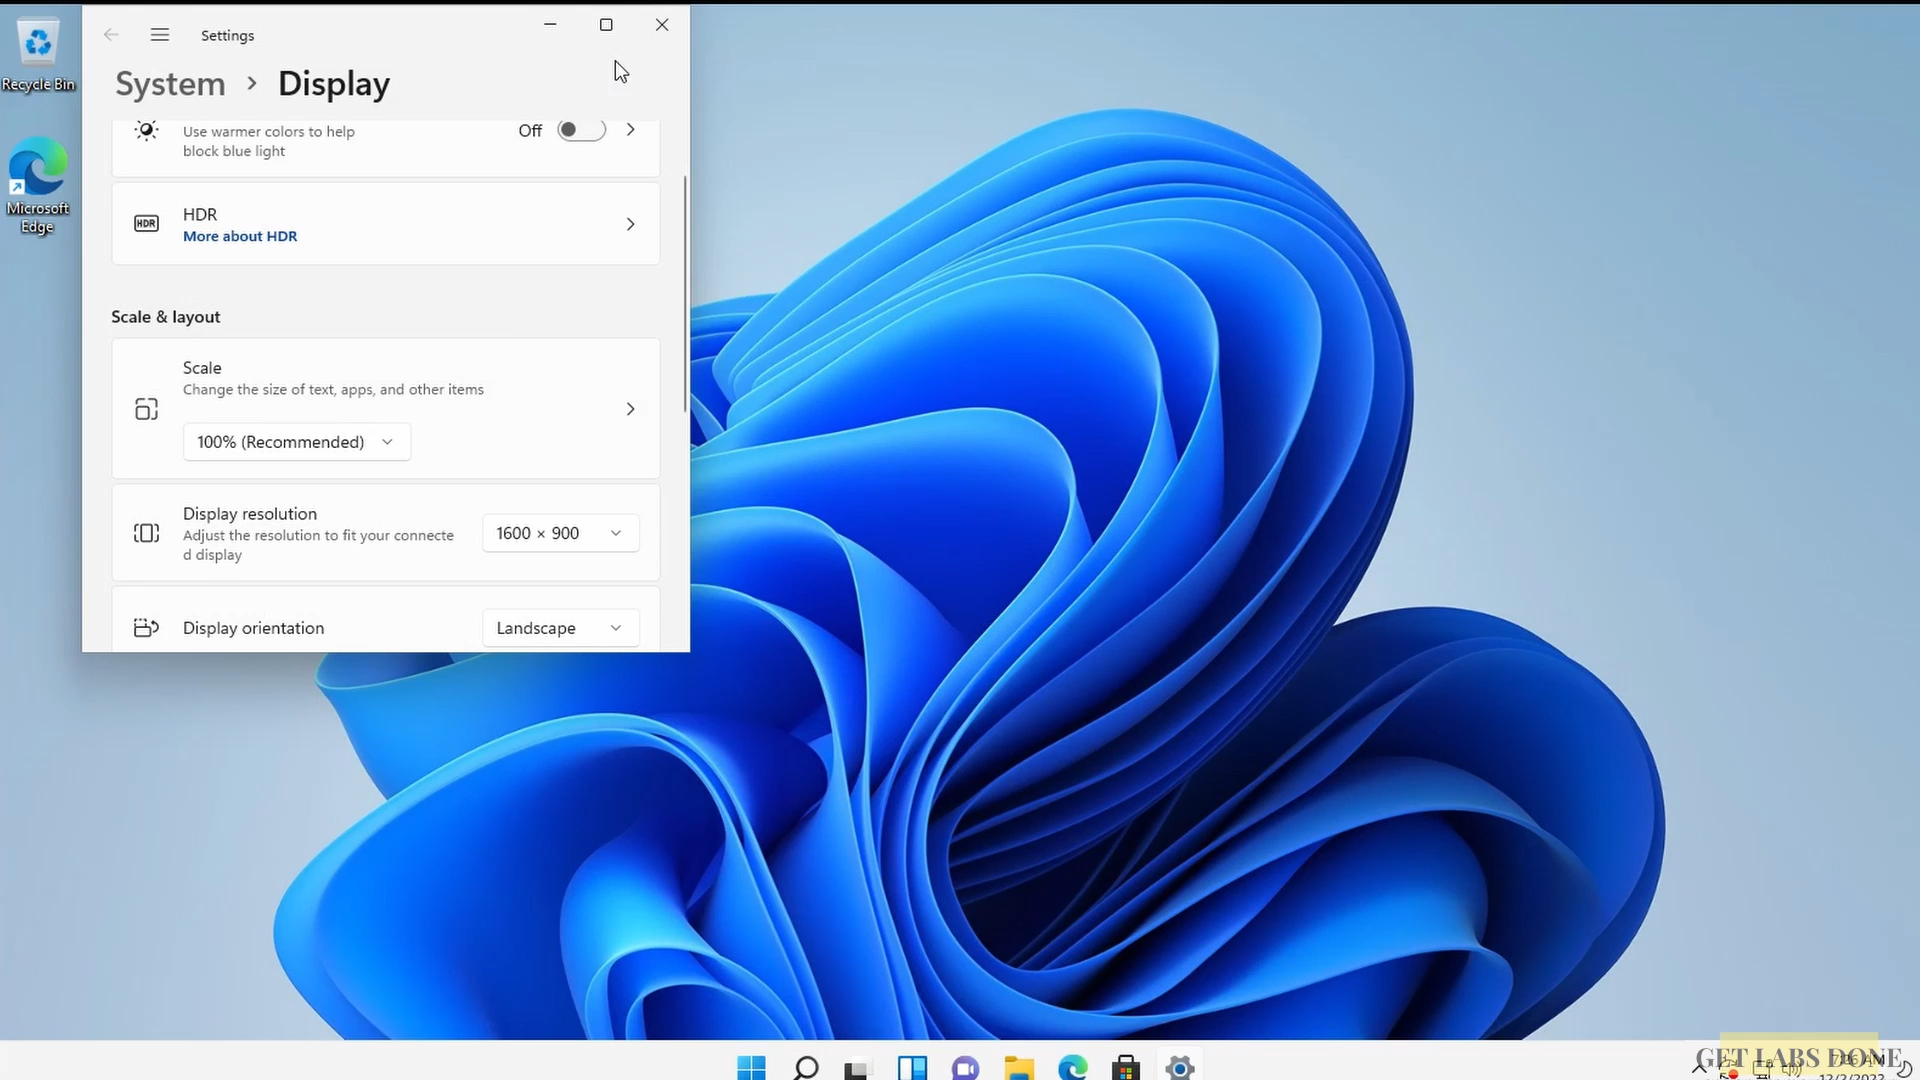 Recycle Bin
Microsoft
Edge
Settings
System > Display
Use warmer colors to help
block blue light
Off
HDR
HDR
More about HDR
Scale & layout
Scale
Change the size of text, apps, and other items
100% (Recommended)
Display resolution
Adjust the resolution to fit your connecte
d display
1600 × 900
Display orientation
Landscape
GET LABS DONE